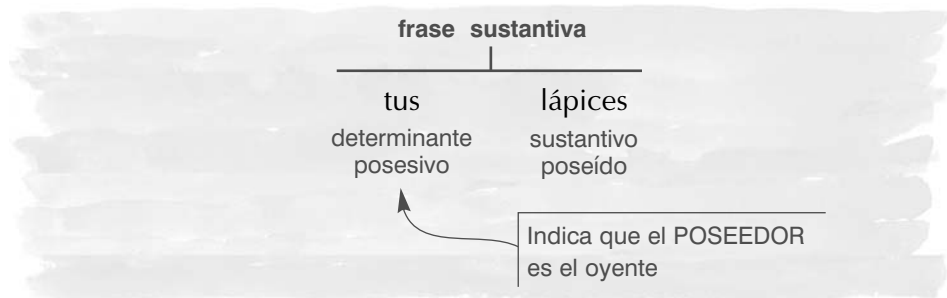 frase sustantiva
tus lápices
determinante posesivo
sustantivo poseído
Indica que el POSEEDOR
es el oyente